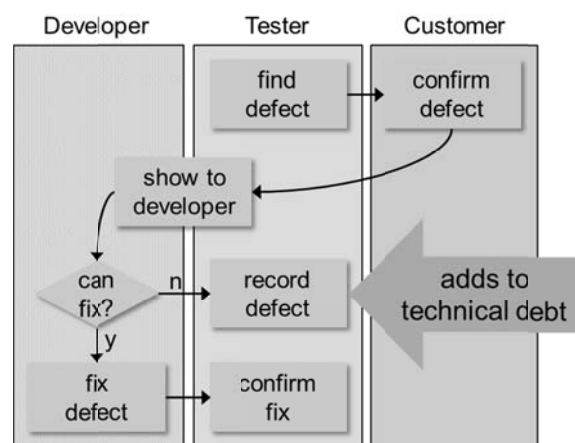 Developer
Tester
Customer
find
defect
confirm
defect
show to
developer
can
fix?
n
record
defect
adds to
technical debt
y
fix
defect
confirm
fix